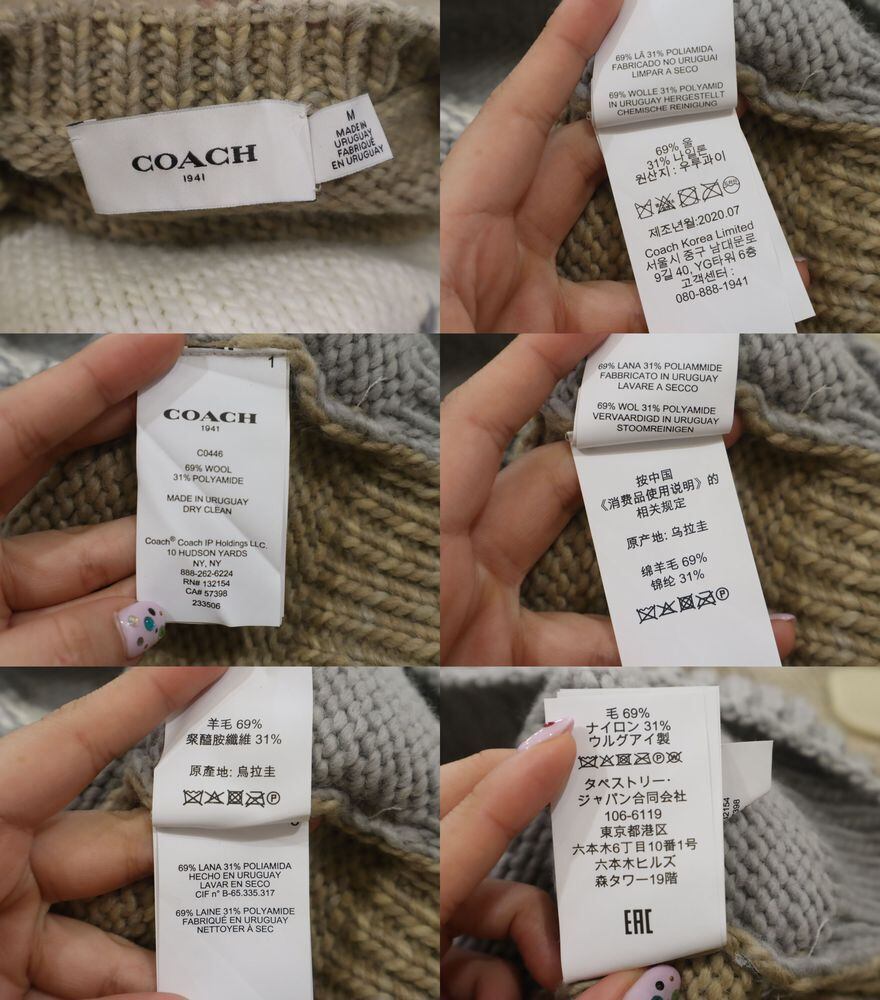 COACH
1941
M
MADE IN
URUGUAY
FABRIQUÉ
EN URUGUAY
69% LÃ 31% POLIAMIDA
FABRICADO NO URUGUAI
LIMPAR A SECO
69% WOLLE 31% POLYAMID
IN URUGUAY HERGESTELLT
CHEMISCHE REINIGUNG
69% 울
31% 나일론
원산지 : 우루과이
제조년월:2020.07
Coach Korea Limited
서울시 중구 남대문로
9길 40, YG타워 6층
고객센터 :
080-888-1941
1
COACH
1941
C0446
69% WOOL
31% POLYAMIDE
MADE IN URUGUAY
DRY CLEAN
Coach® Coach IP Holdings LLC.
10 HUDSON YARDS
NY, NY
888-262-6224
RN# 132154
CA# 57398
233506
69% LANA 31% POLIAMMIDE
FABBRICATO IN URUGUAY
LAVARE A SECCO
69% WOL 31% POLYAMIDE
VERVAARDIGD IN URUGUAY
STOOMREINIGEN
按中国
《消费品使用说明》的
相关规定
原产地: 乌拉圭
绵羊毛 69%
锦纶 31%
P
羊毛 69%
聚醯胺纖維 31%
原產地: 烏拉圭
P
69% LANA 31% POLIAMIDA
HECHO EN URUGUAY
LAVAR EN SECO
CIF n° B-65.335.317
69% LAINE 31% POLYAMIDE
FABRIQUÉ EN URUGUAY
NETTOYER À SEC
毛 69%
ナイロン 31%
ウルグアイ製
P W
タペストリー・
ジャパン合同会社
106-6119
東京都港区
六本木6丁目10番1号
六本木ヒルズ
森タワー19階
EAC
2154
398